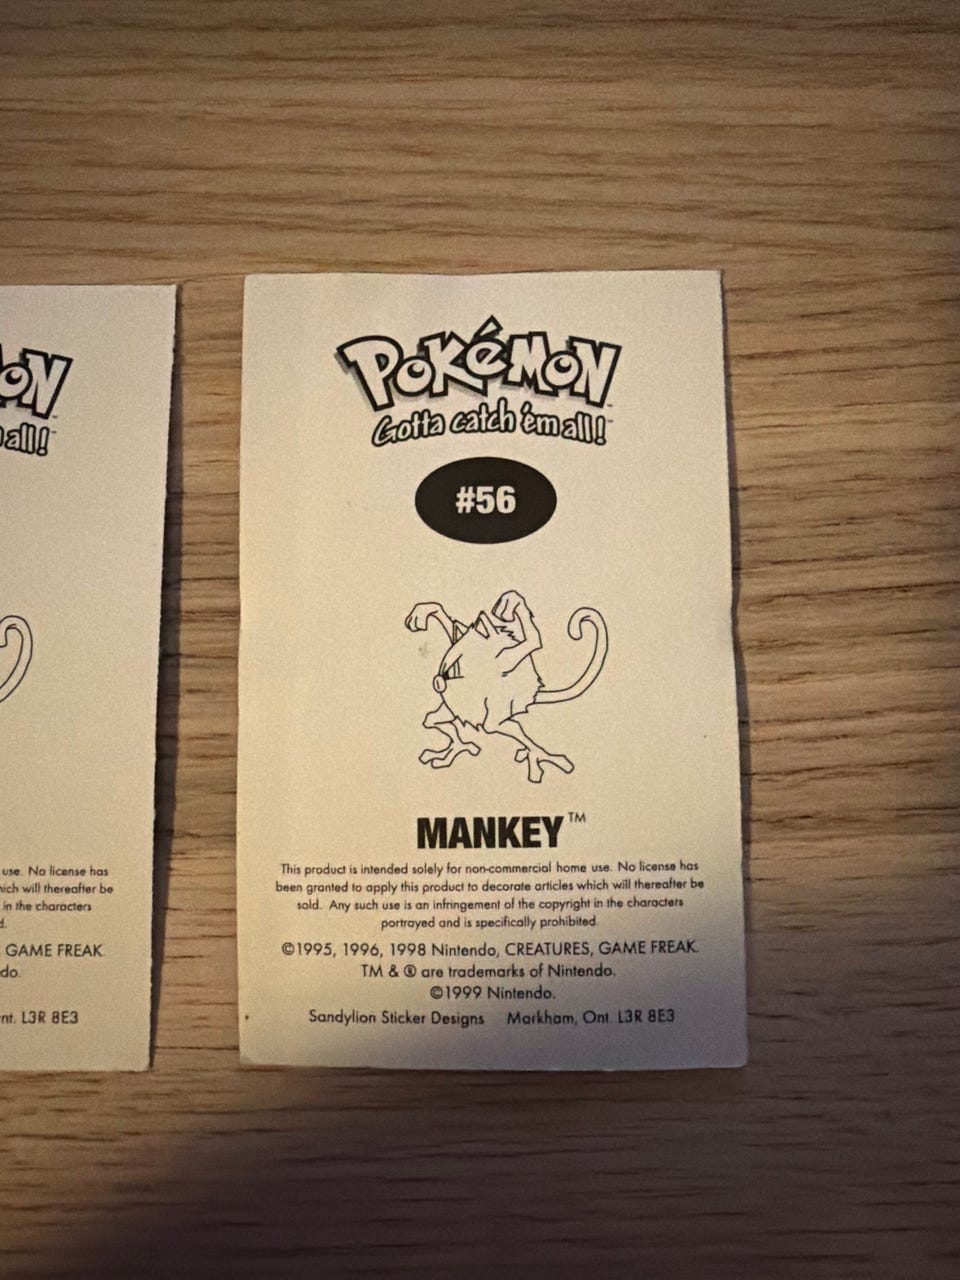 ON
all!™
use. No license has
will thereafter be
in the characters
GAME FREAK.
nt. L3R 8E3
POKéMON™
Gotta catch 'em all!™
#56
MANKEY™
This product is intended solely for non-commercial home use. No license has
been granted to apply this product to decorate articles which will thereafter be
sold. Any such use is an infringement of the copyright in the characters
portrayed and is specifically prohibited.
©1995, 1996, 1998 Nintendo, CREATURES, GAME FREAK.
TM & ® are trademarks of Nintendo.
©1999 Nintendo.
Sandylion Sticker Designs Markham, Ont. L3R 8E3